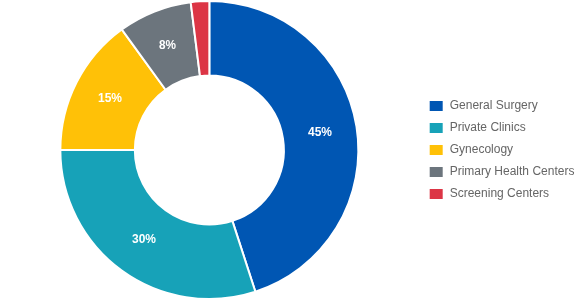 8%
15%
45%
30%
General Surgery
Private Clinics
Gynecology
Primary Health Centers
Screening Centers